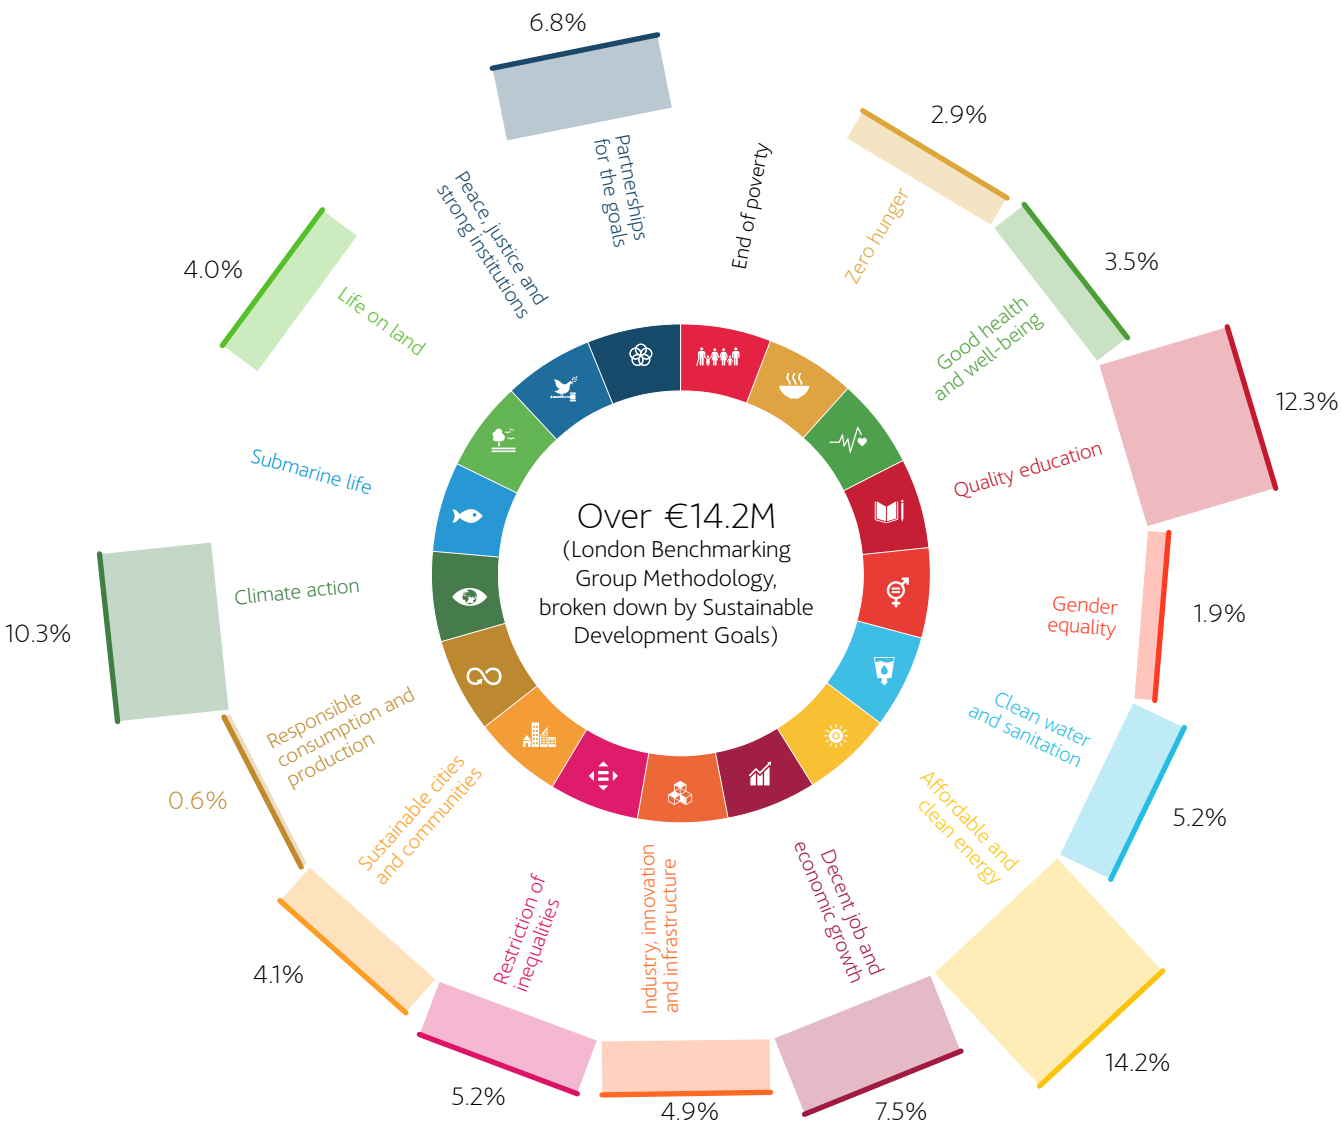 6.8%
Partnerships
for the goals
End of poverty
2.9%
Zero hunger
3.5%
Good health
and well-being
12.3%
Quality education
1.9%
Gender
equality
5.2%
Clean water
and sanitation
14.2%
Affordable and
clean energy
7.5%
Decent job and
economic growth
4.9%
Industry, innovation
and infrastructure
5.2%
Restriction of
inequalities
4.1%
Sustainable cities
and communities
0.6%
Responsible
consumption and
production
10.3%
Climate action
Submarine life
4.0%
Life on land
Peace, justice and
strong institutions
Over €14.2M
(London Benchmarking
Group Methodology,
broken down by Sustainable
Development Goals)